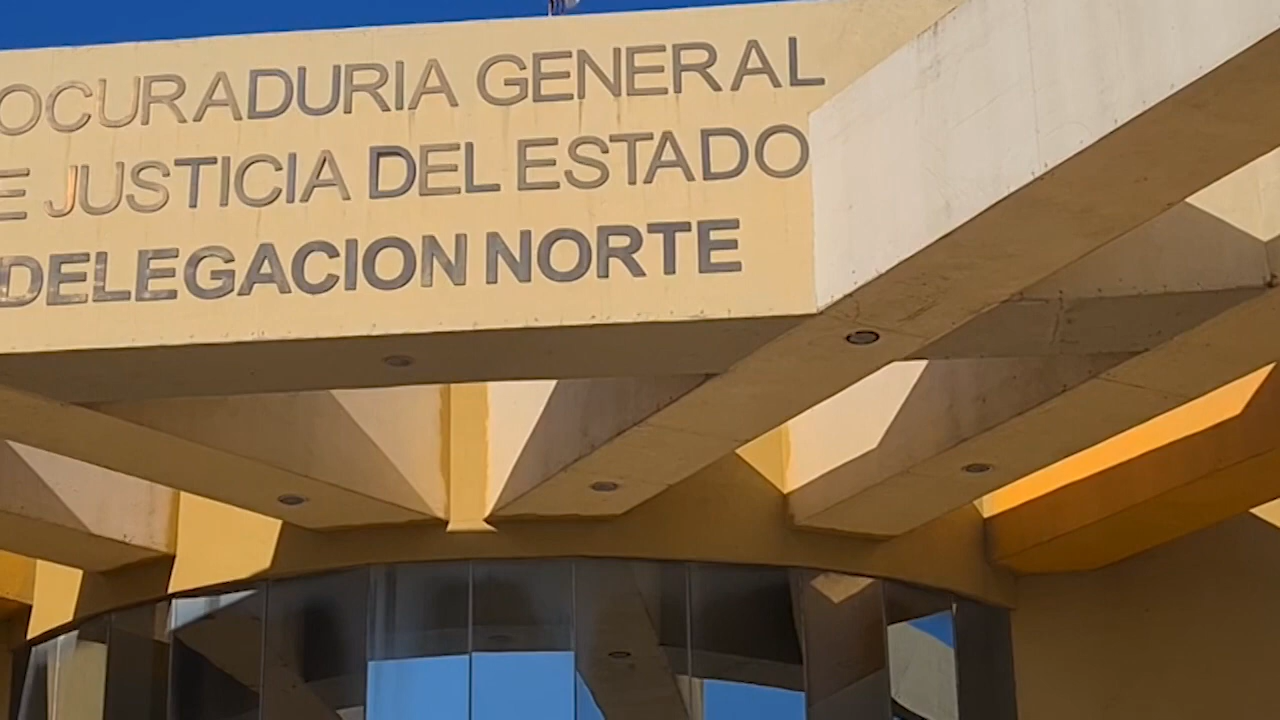 OCURADURIA GENERAL
E JUSTICIA DEL ESTADO
DELEGACION NORTE